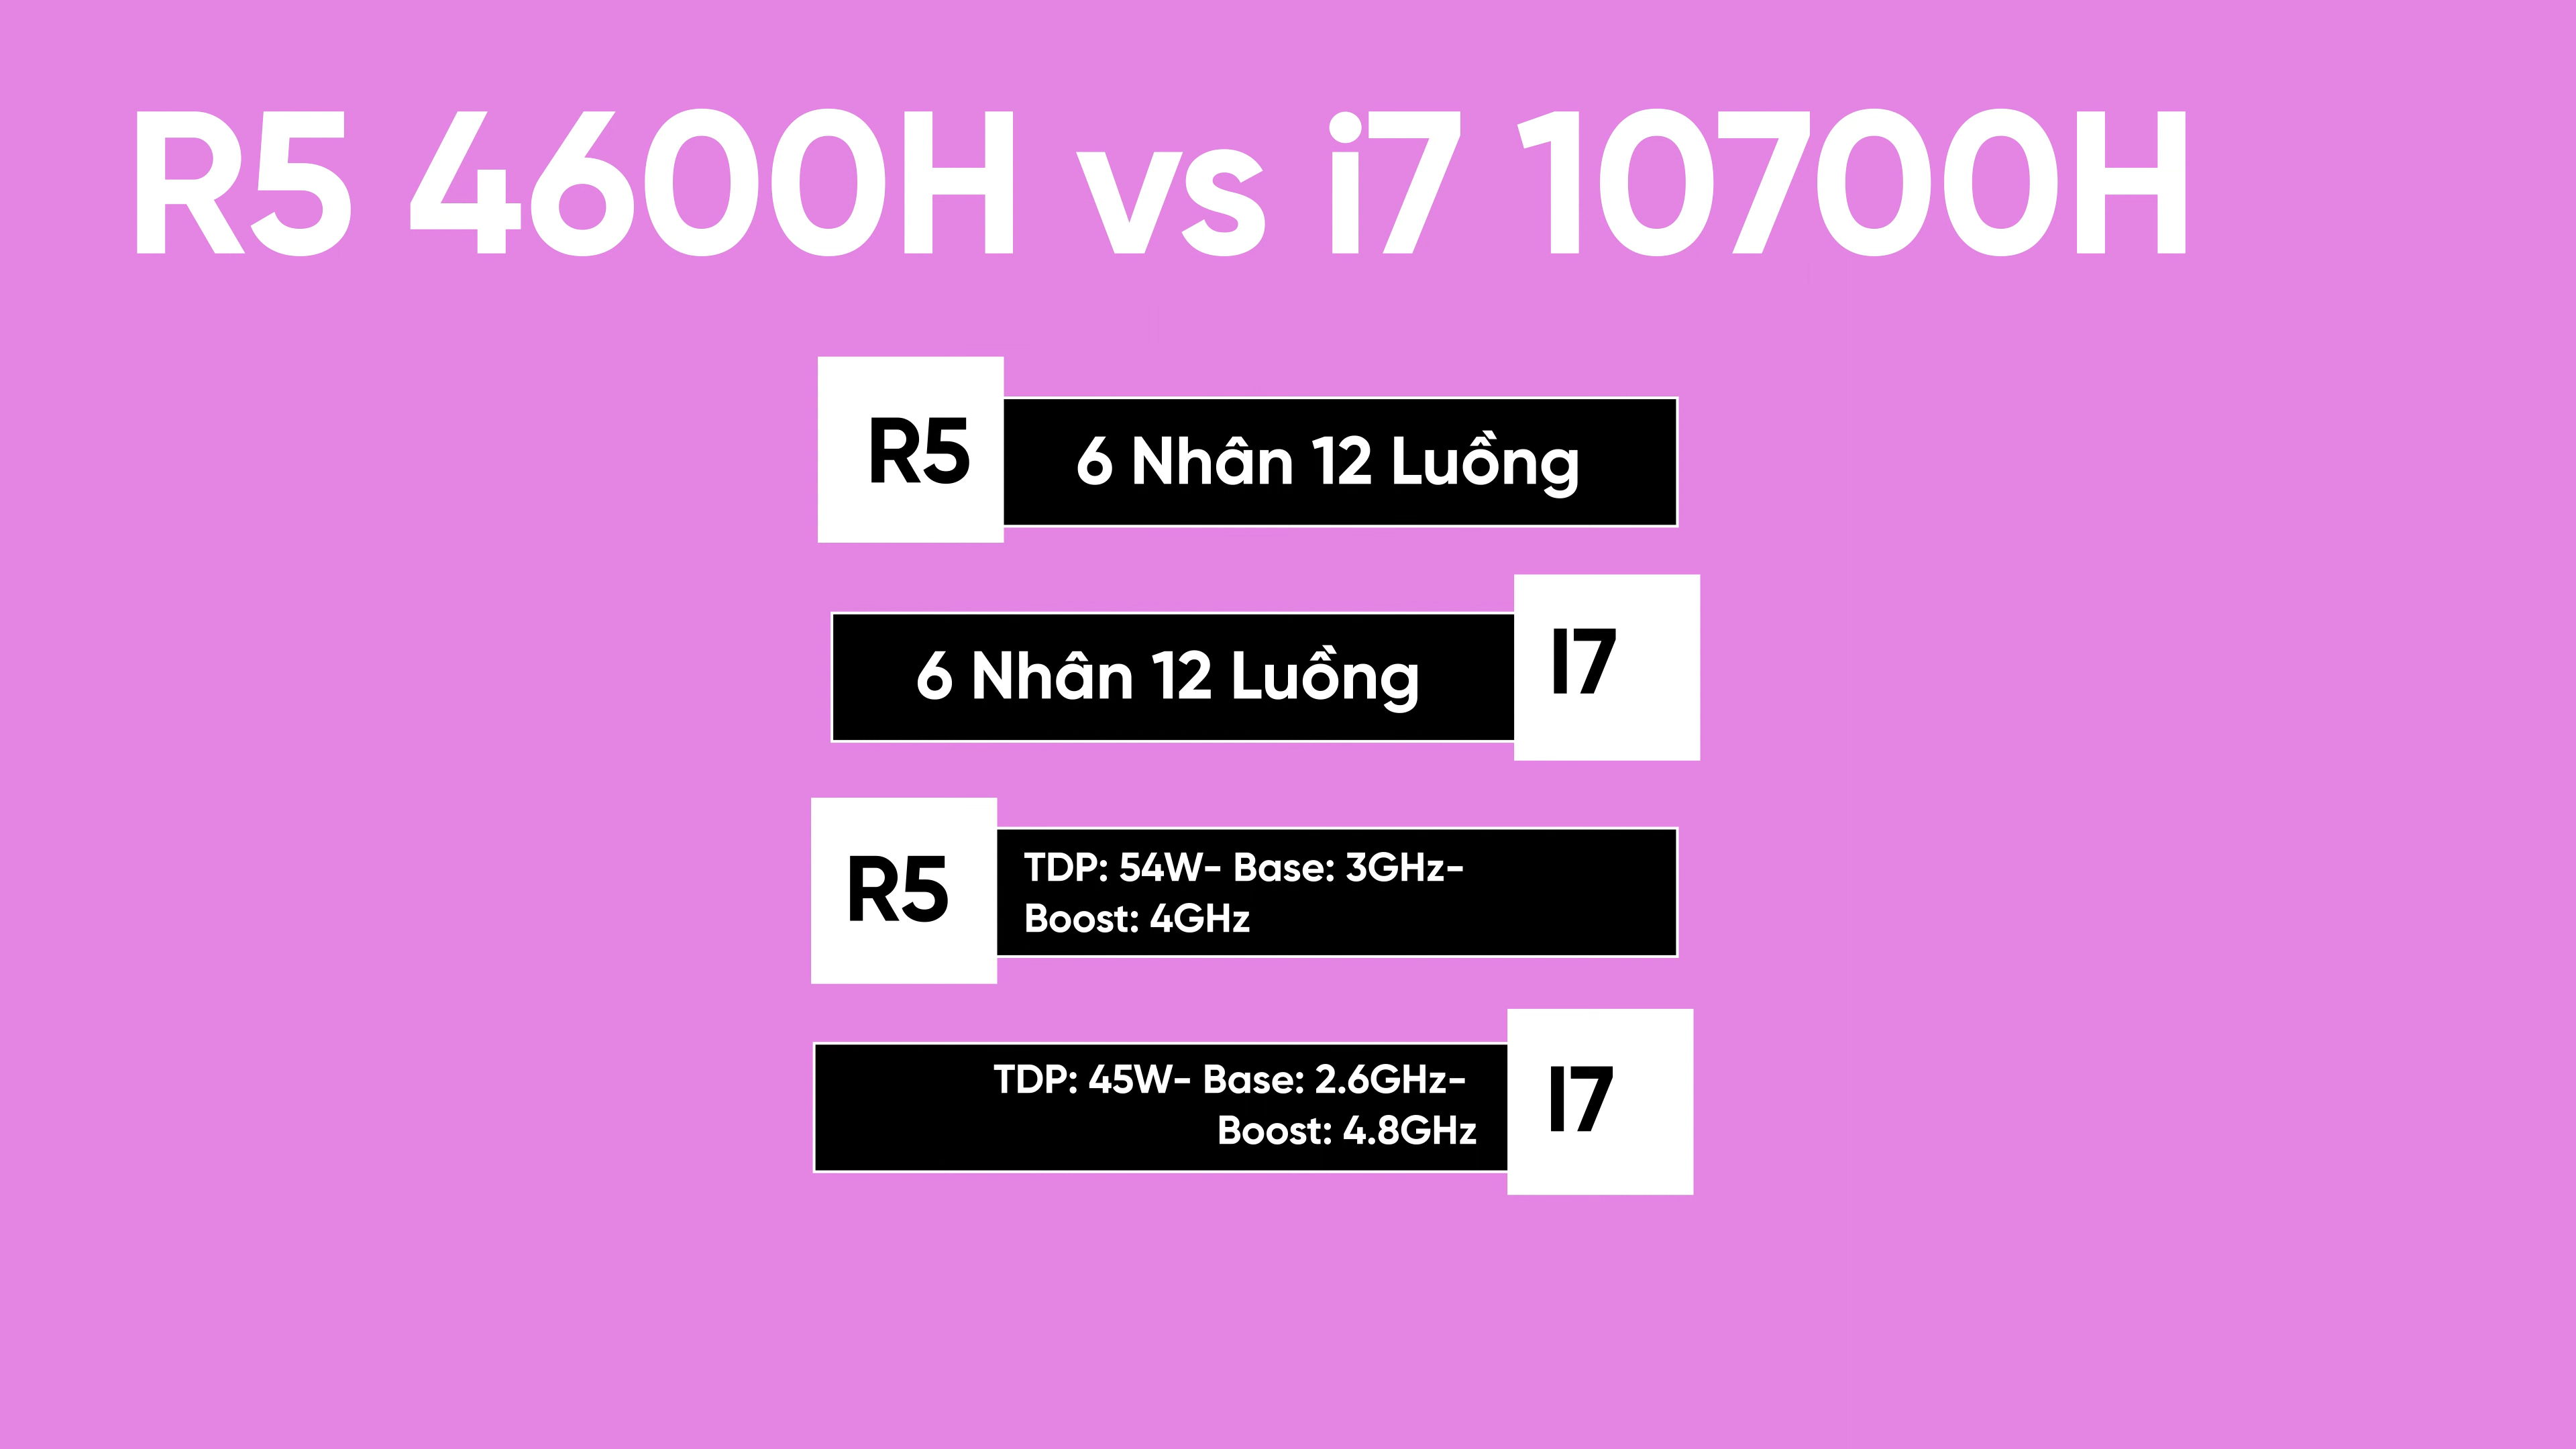 R5 4600H vs i7 10700H
R5
6 Nhân 12 Luồng
6 Nhân 12 Luồng
I7
R5
TDP: 54W- Base: 3GHz-
Boost: 4GHz
TDP: 45W- Base: 2.6GHz-
Boost: 4.8GHz
I7